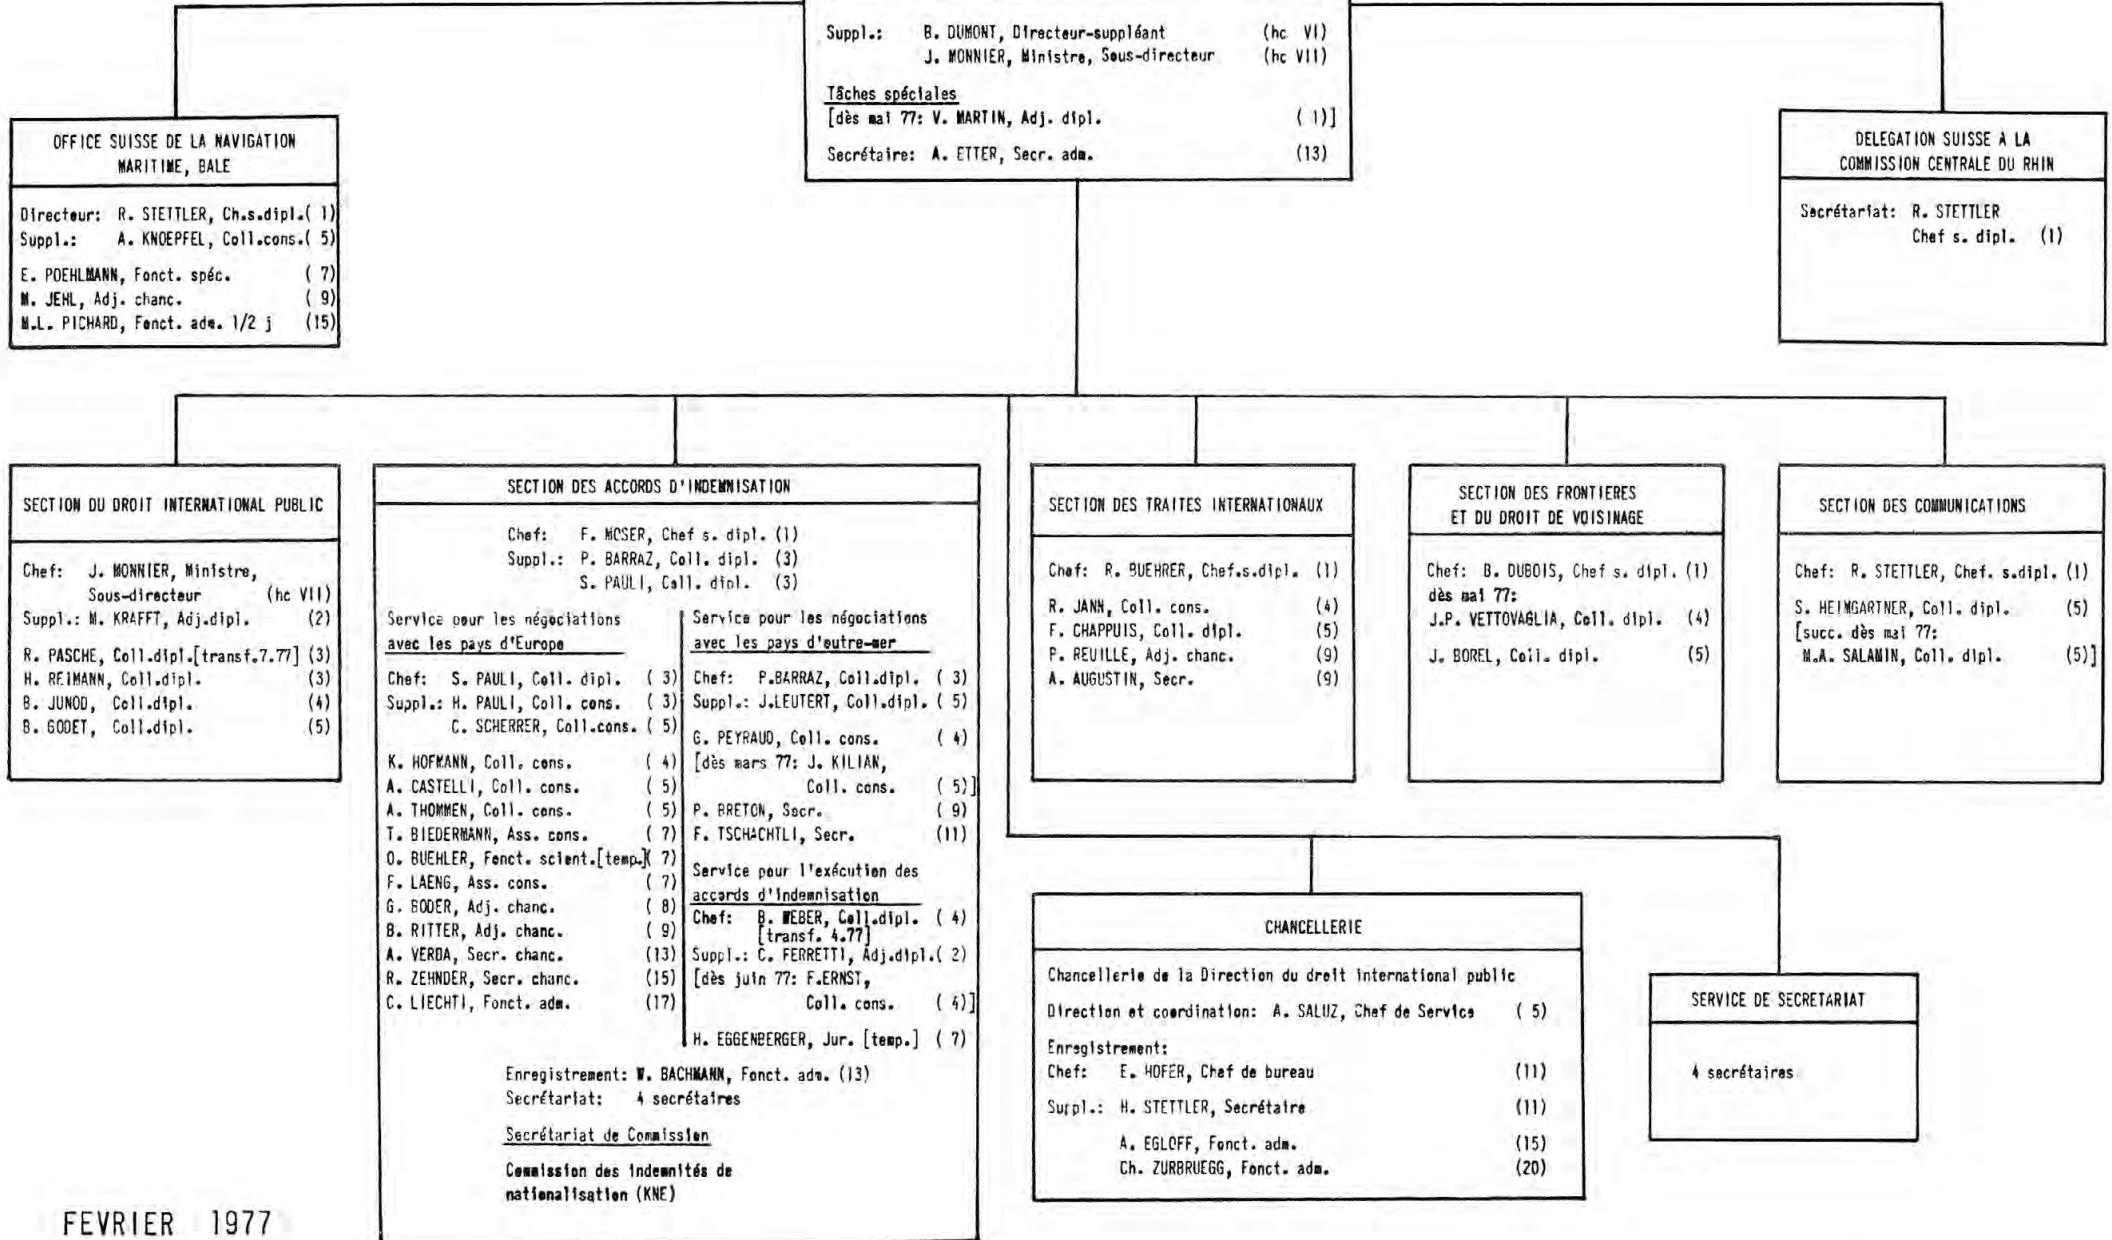 Suppl.: B. DUMONT, Directeur-suppléant (hc VI)
J. MONNIER, Ministre, Sous-directeur (hc VII)
Tâches spéciales
[dès mai 77: V. MARTIN, Adj. dipl. ( 1)]
Secrétaire: A. ETTER, Secr. adm. (13)
OFFICE SUISSE DE LA NAVIGATION
MARITIME, BALE
Directeur: R. STETTLER, Ch.s.dipl.( 1)
Suppl.: A. KNOEPFEL, Coll.cons.( 5)
E. POEHLMANN, Fonct. spéc. ( 7)
M. JEHL, Adj. chanc. ( 9)
M.L. PICHARD, Fonct. adm. 1/2 j (15)
DELEGATION SUISSE A LA
COMMISSION CENTRALE DU RHIN
Secrétariat: R. STETTLER
Chef s. dipl. (1)
SECTION DU DROIT INTERNATIONAL PUBLIC
Chef: J. MONNIER, Ministre,
Sous-directeur (hc VII)
Suppl.: M. KRAFFT, Adj.dipl. (2)
R. PASCHE, Coll.dipl.[transf.7.77] (3)
H. REIMANN, Coll.dipl. (3)
B. JUNOD, Coll.dipl. (4)
B. GODET, Coll.dipl. (5)
SECTION DES ACCORDS D'INDEMNISATION
Chef: F. MOSER, Chef s. dipl. (1)
Suppl.: P. BARRAZ, Coll. dipl. (3)
S. PAULI, Coll. dipl. (3)
Service pour les négociations
avec les pays d'Europe
Chef: S. PAULI, Coll. dipl. ( 3)
Suppl.: H. PAULI, Coll. cons. ( 3)
C. SCHERRER, Coll.cons. ( 5)
K. HOFMANN, Coll. cons. ( 4)
A. CASTELLI, Coll. cons. ( 5)
A. THOMMEN, Coll. cons. ( 5)
T. BIEDERMANN, Ass. cons. ( 7)
O. BUEHLER, Fonct. scient.[temp.]( 7)
F. LAENG, Ass. cons. ( 7)
G. BODER, Adj. chanc. ( 8)
B. RITTER, Adj. chanc. ( 9)
A. VERDA, Secr. chanc. (13)
R. ZEHNDER, Secr. chanc. (15)
C. LIECHTI, Fonct. adm. (17)
Service pour les négociations
avec les pays d'outre-mer
Chef: P.BARRAZ, Coll.dipl. ( 3)
Suppl.: J.LEUTERT, Coll.dipl. ( 5)
G. PEYRAUD, Coll. cons. ( 4)
[dès mars 77: J. KILIAN,
Coll. cons. ( 5)]
P. BRETON, Secr. ( 9)
F. TSCHACHTLI, Secr. (11)
Service pour l'exécution des
accords d'indemnisation
Chef: B. WEBER, Coll.dipl. ( 4)
[transf. 4.77]
Suppl.: C. FERRETTI, Adj.dipl.( 2)
[dès juin 77: F.ERNST,
Coll. cons. ( 4)]
H. EGGENBERGER, Jur. [temp.] ( 7)
Enregistrement: W. BACHMANN, Fonct. adm. (13)
Secrétariat: 4 secrétaires
Secrétariat de Commission
Commission des indemnités de
nationalisation (KNE)
SECTION DES TRAITES INTERNATIONAUX
Chef: R. BUEHRER, Chef.s.dipl. (1)
R. JANN, Coll. cons. (4)
F. CHAPPUIS, Coll. dipl. (5)
P. REUILLE, Adj. chanc. (9)
A. AUGUSTIN, Secr. (9)
SECTION DES FRONTIERES
ET DU DROIT DE VOISINAGE
Chef: B. DUBOIS, Chef s. dipl. (1)
dès mai 77:
J.P. VETTOVAGLIA, Coll. dipl. (4)
J. BOREL, Coll. dipl. (5)
SECTION DES COMMUNICATIONS
Chef: R. STETTLER, Chef. s.dipl. (1)
S. HEIMGARTNER, Coll. dipl. (5)
[succ. dès mai 77:
M.A. SALAMIN, Coll. dipl. (5)]
CHANCELLERIE
Chancellerie de la Direction du droit international public
Direction et coordination: A. SALUZ, Chef de Service ( 5)
Enregistrement:
Chef: E. HOFER, Chef de bureau (11)
Suppl.: H. STETTLER, Secrétaire (11)
A. EGLOFF, Fonct. adm. (15)
Ch. ZURBRUEGG, Fonct. adm. (20)
SERVICE DE SECRETARIAT
4 secrétaires
FEVRIER 1977